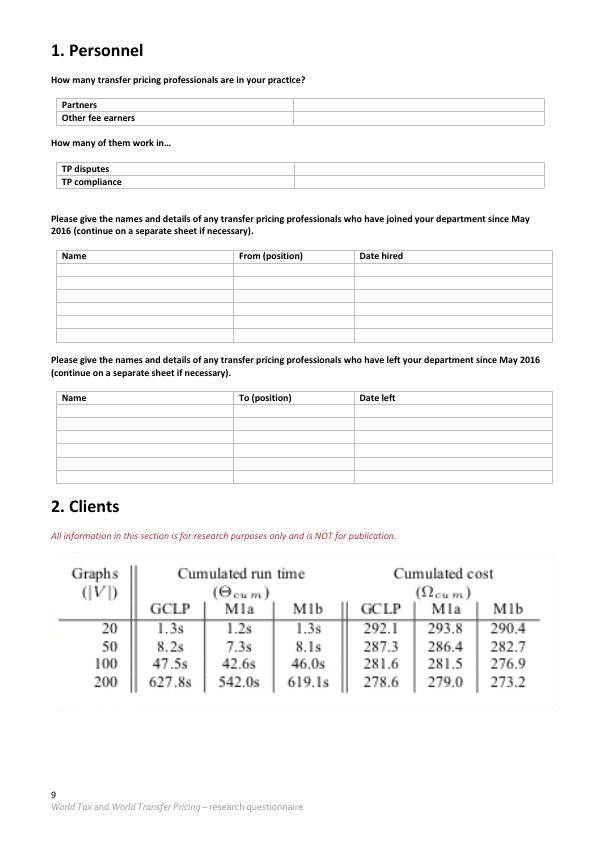 1. Personnel
How many transfer pricing professionals are in your practice?
Partners
Other fee earners
How many of them work in…
TP disputes
TP compliance
Please give the names and details of any transfer pricing professionals who have joined your department since May
2016 (continue on a separate sheet if necessary).
Name From (position) Date hired
Please give the names and details of any transfer pricing professionals who have left your department since May 2016
(continue on a separate sheet if necessary).
Name To (position) Date left
2. Clients
All information in this section is for research purposes only and is NOT for publication.
Graphs Cumulated run time Cumulated cost
(|V|) (Θcum) (Ωcum)
GCLP M1a M1b GCLP M1a M1b
20 1.3s 1.2s 1.3s 292.1 293.8 290.4
50 8.2s 7.3s 8.1s 287.3 286.4 282.7
100 47.5s 42.6s 46.0s 281.6 281.5 276.9
200 627.8s 542.0s 619.1s 278.6 279.0 273.2
9
World Tax and World Transfer Pricing – research questionnaire